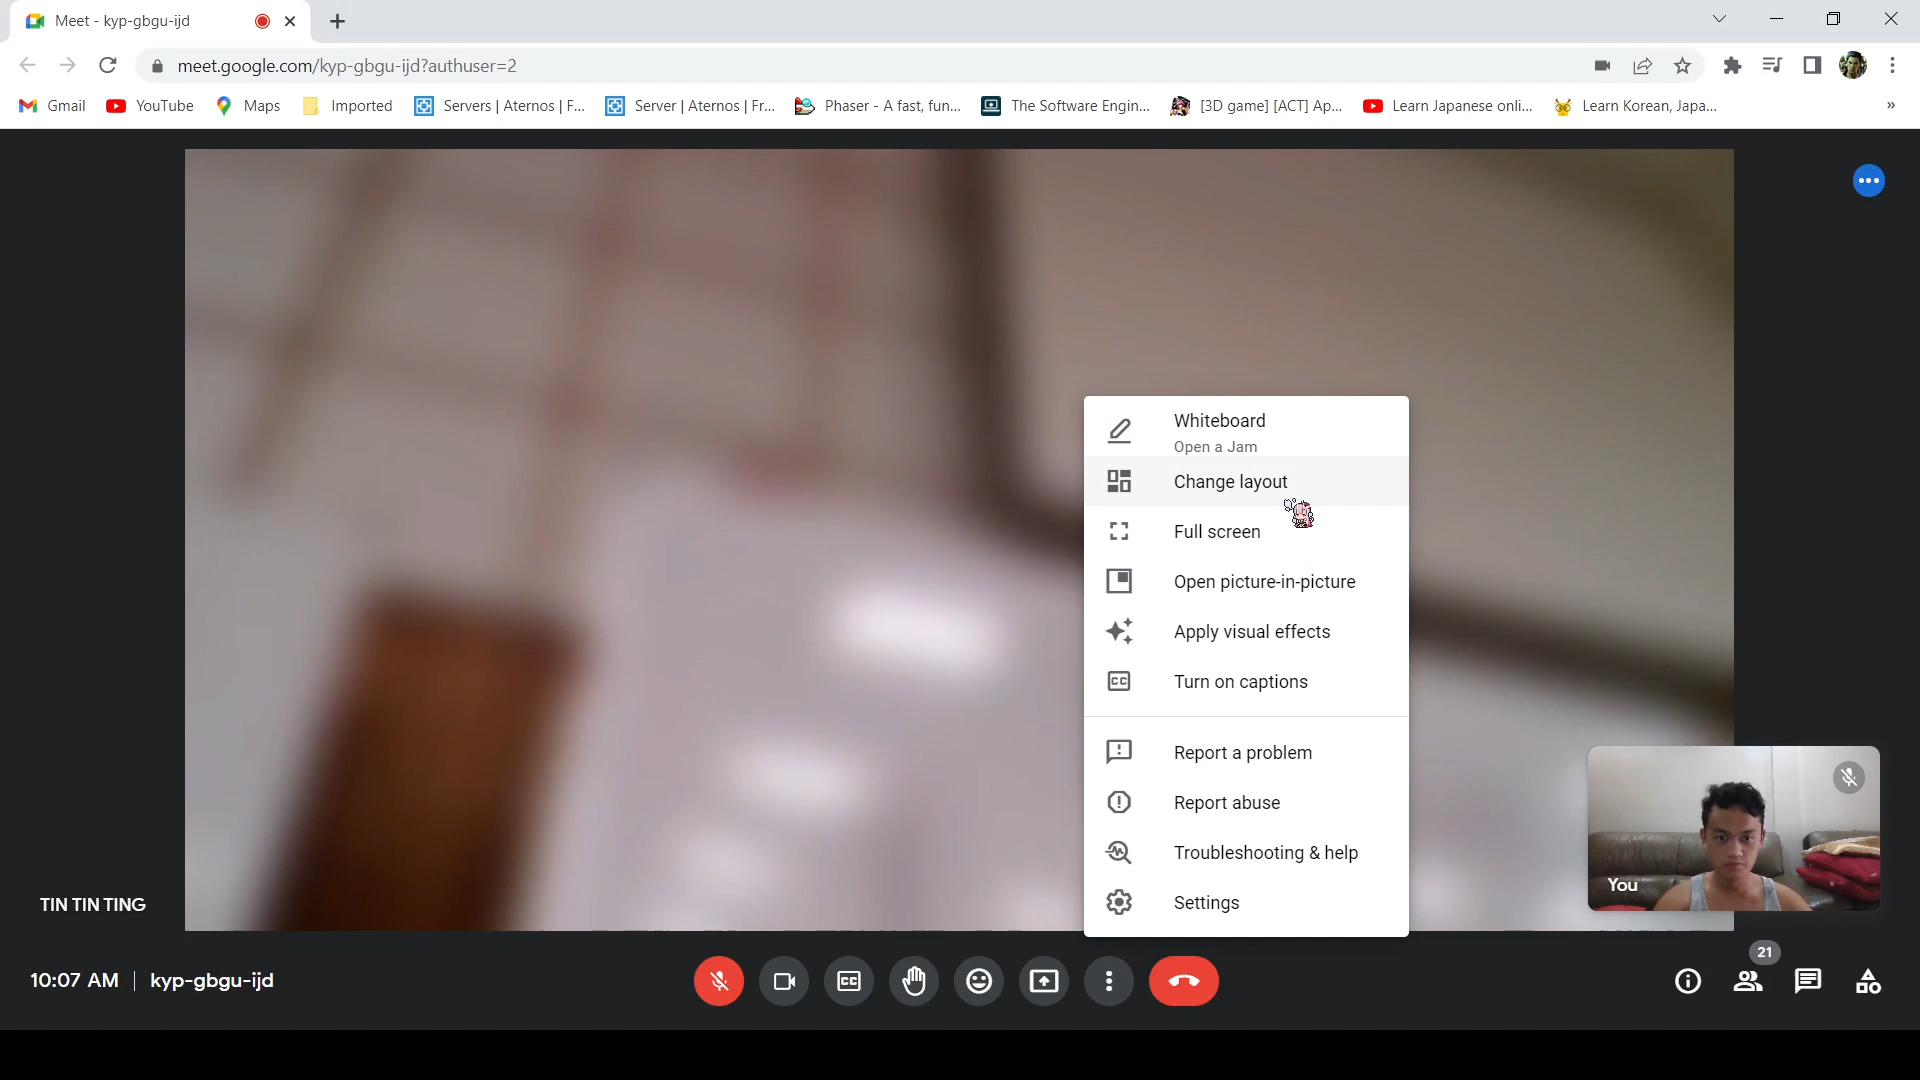 Meet - kyp-gbgu-ijd
meet.google.com/kyp-gbgu-ijd?authuser=2
Gmail
YouTube
Maps
Imported
Servers | Aternos | F...
Server | Aternos | Fr...
Phaser - A fast, fun...
The Software Engin...
[3D game] [ACT] Ap...
Learn Japanese onli...
Learn Korean, Japa...
»
Whiteboard
Open a Jam
Change layout
Full screen
Open picture-in-picture
Apply visual effects
CC Turn on captions
Report a problem
Report abuse
Troubleshooting & help
Settings
You
TIN TIN TING
21
10:07 AM | kyp-gbgu-ijd
CC